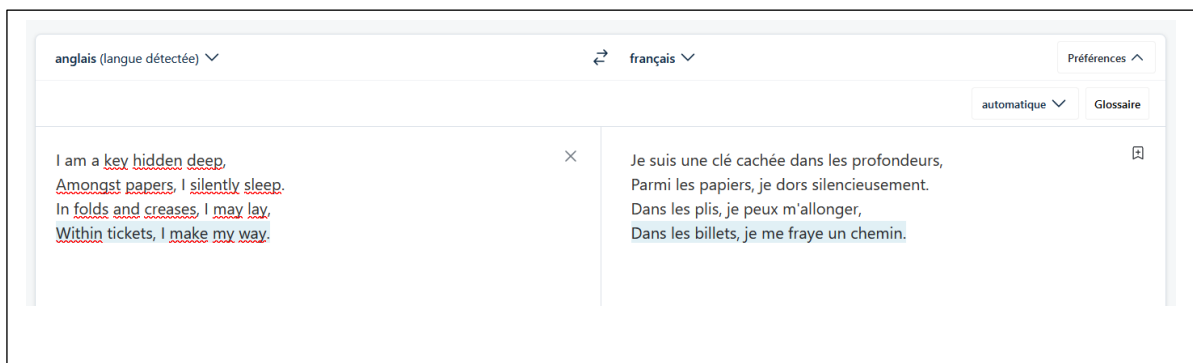 anglais (langue détectée)
français
Préférences
automatique
Glossaire
I am a key hidden deep,
Amongst papers, I silently sleep.
In folds and creases, I may lay,
Within tickets, I make my way.
Je suis une clé cachée dans les profondeurs,
Parmi les papiers, je dors silencieusement.
Dans les plis, je peux m'allonger,
Dans les billets, je me fraye un chemin.